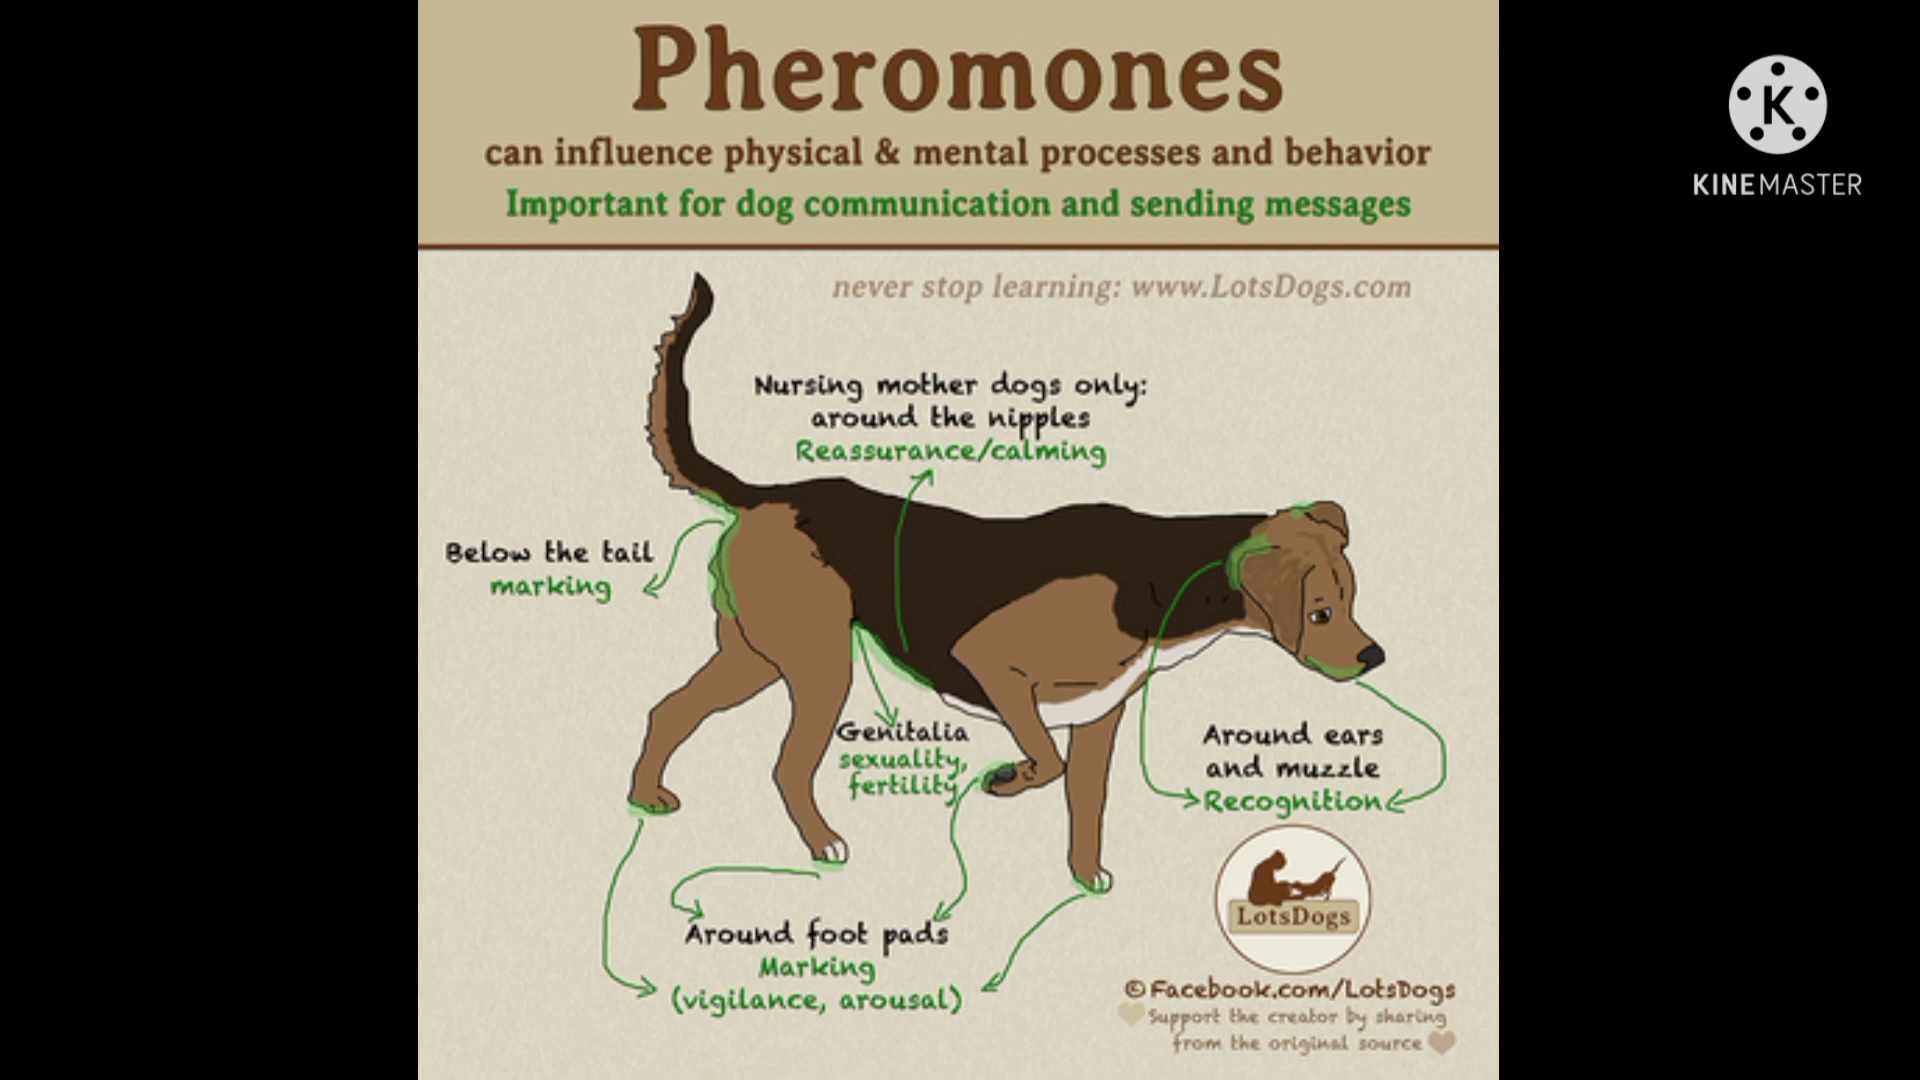 Pheromones
can influence physical & mental processes and behavior
Important for dog communication and sending messages
K
KINEMASTER
never stop learning: www.LotsDogs.com
Nursing mother dogs only:
around the nipples
Reassurance/calming
Below the tail
marking
Genitalia
sexuality,
fertility
Around ears
and muzzle
Recognition
Around foot pads
Marking
(vigilance, arousal)
LotsDogs
©Facebook.com/LotsDogs
Support the creator by sharing
from the original source